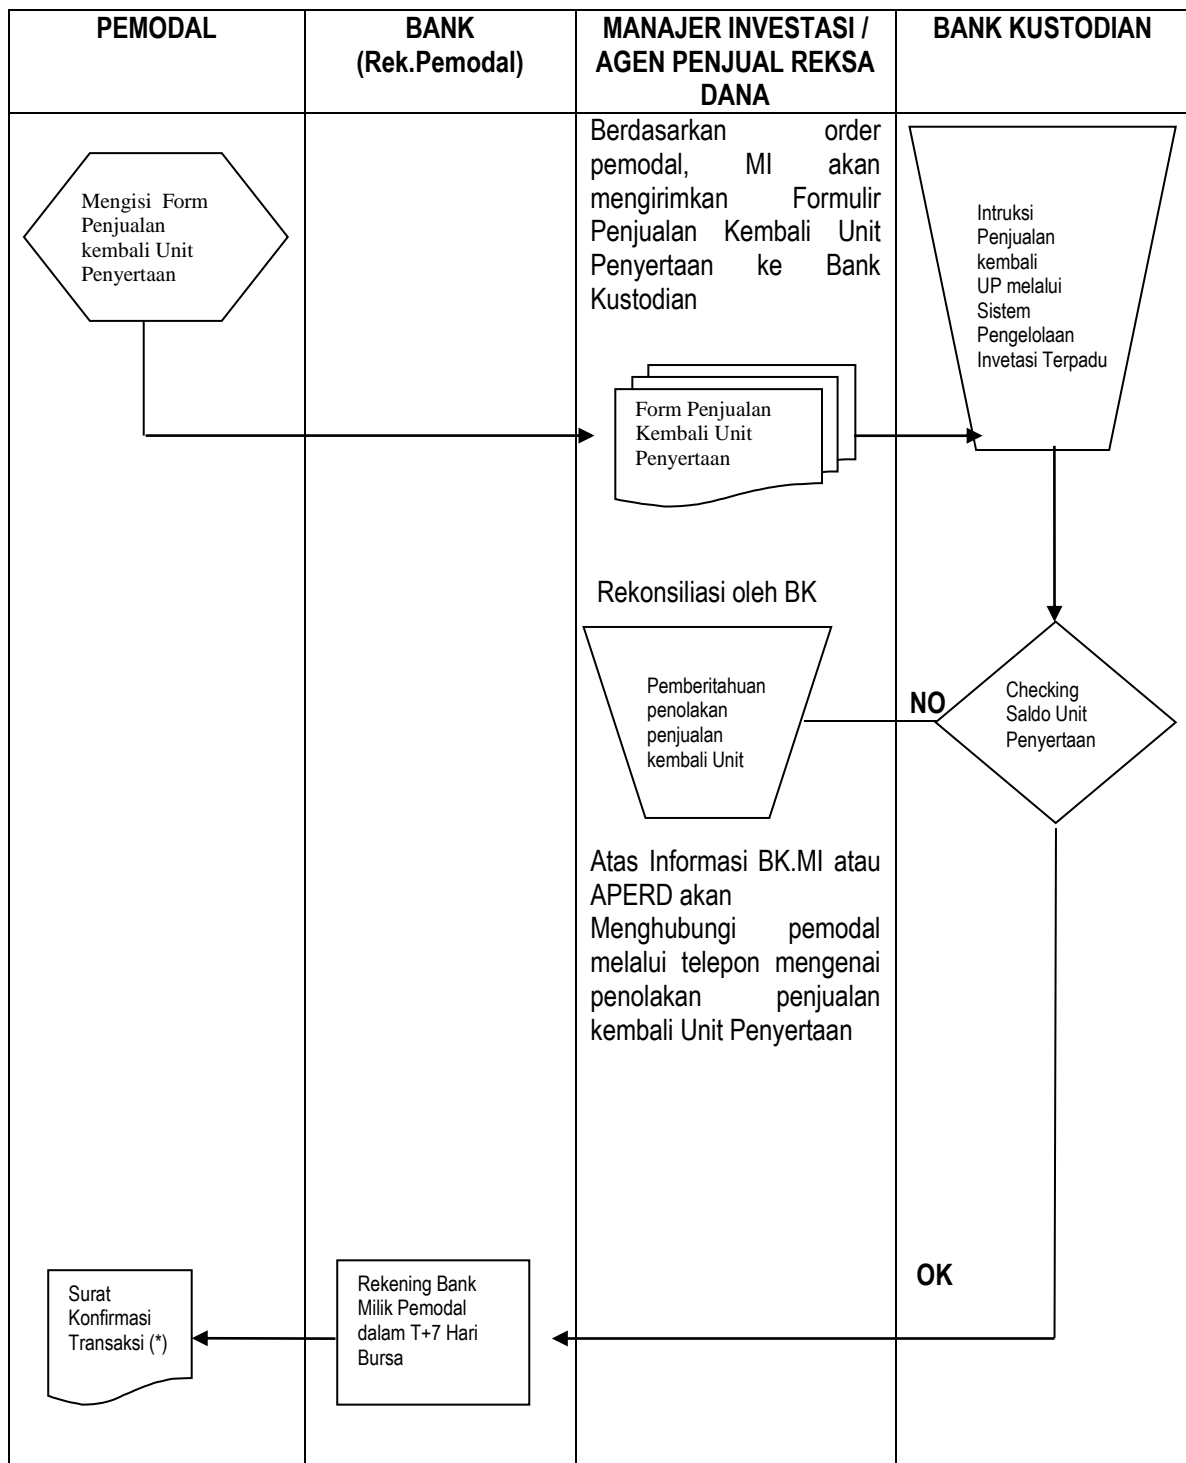 PEMODAL
BANK
(Rek.Pemodal)
MANAJER INVESTASI /
AGEN PENJUAL REKSA
DANA
BANK KUSTODIAN
Mengisi Form
Penjualan
kembali Unit
Penyertaan
Berdasarkan order
pemodal, MI akan
mengirimkan Formulir
Penjualan Kembali Unit
Penyertaan ke Bank
Kustodian
Intruksi
Penjualan
kembali
UP melalui
Sistem
Pengelolaan
Invetasi Terpadu
Form Penjualan
Kembali Unit
Penyertaan
Rekonsiliasi oleh BK
Pemberitahuan
penolakan
penjualan
kembali Unit
NO
Checking
Saldo Unit
Penyertaan
Atas Informasi BK.MI atau
APERD akan
Menghubungi pemodal
melalui telepon mengenai
penolakan penjualan
kembali Unit Penyertaan
OK
Surat
Konfirmasi
Transaksi (*)
Rekening Bank
Milik Pemodal
dalam T+7 Hari
Bursa